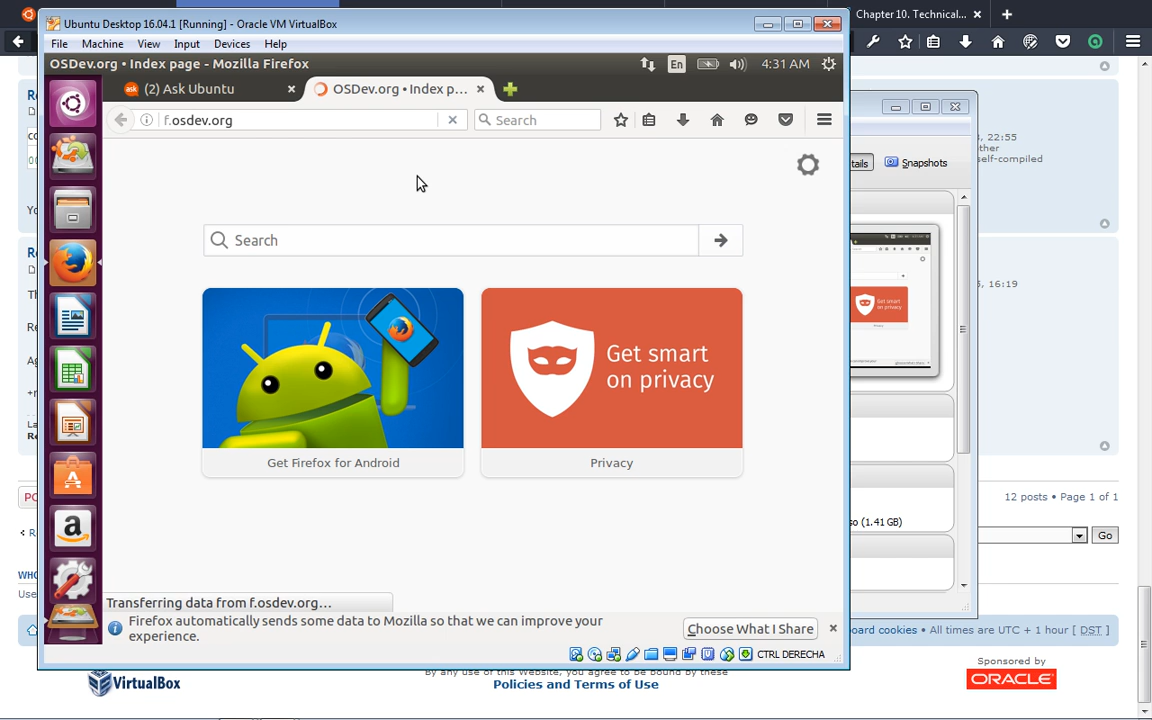 Chapter 10. Technical...
Ubuntu Desktop 16.04.1 [Running] - Oracle VM VirtualBox
File Machine View Input Devices Help
OSDev.org • Index page - Mozilla Firefox
En
4:31 AM
(2) Ask Ubuntu
OSDev.org • Index p...
f.osdev.org
Search
Search
Get smart
on privacy
Get Firefox for Android
Privacy
Transferring data from f.osdev.org...
Firefox automatically sends some data to Mozilla so that we can improve your
experience.
Choose What I Share
CTRL DERECHA
tails
Snapshots
, 22:55
other
self-compiled
, 16:19
so (1.41 GB)
12 posts • Page 1 of 1
Go
oard cookies • All times are UTC + 1 hour [ DST ]
Sponsored by
ORACLE
VirtualBox
By any use of this Website, you agree to be bound by these
Policies and Terms of Use